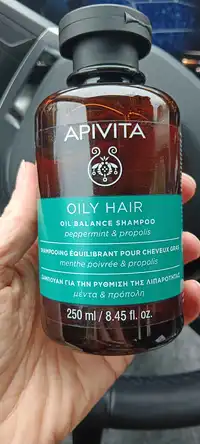 APIVITA
OILY HAIR
OIL BALANCE SHAMPOO
peppermint & propolis
SHAMPOOING ÉQUILIBRANT POUR CHEVEUX GRAS
menthe poivrée & propolis
ΣΑΜΠΟΥΑΝ ΓΙΑ ΤΗΝ ΡΥΘΜΙΣΗ ΤΗΣ ΛΙΠΑΡΟΤΗΤΑΣ
μέντα & πρόπολη
250 ml / 8.45 fl. oz.